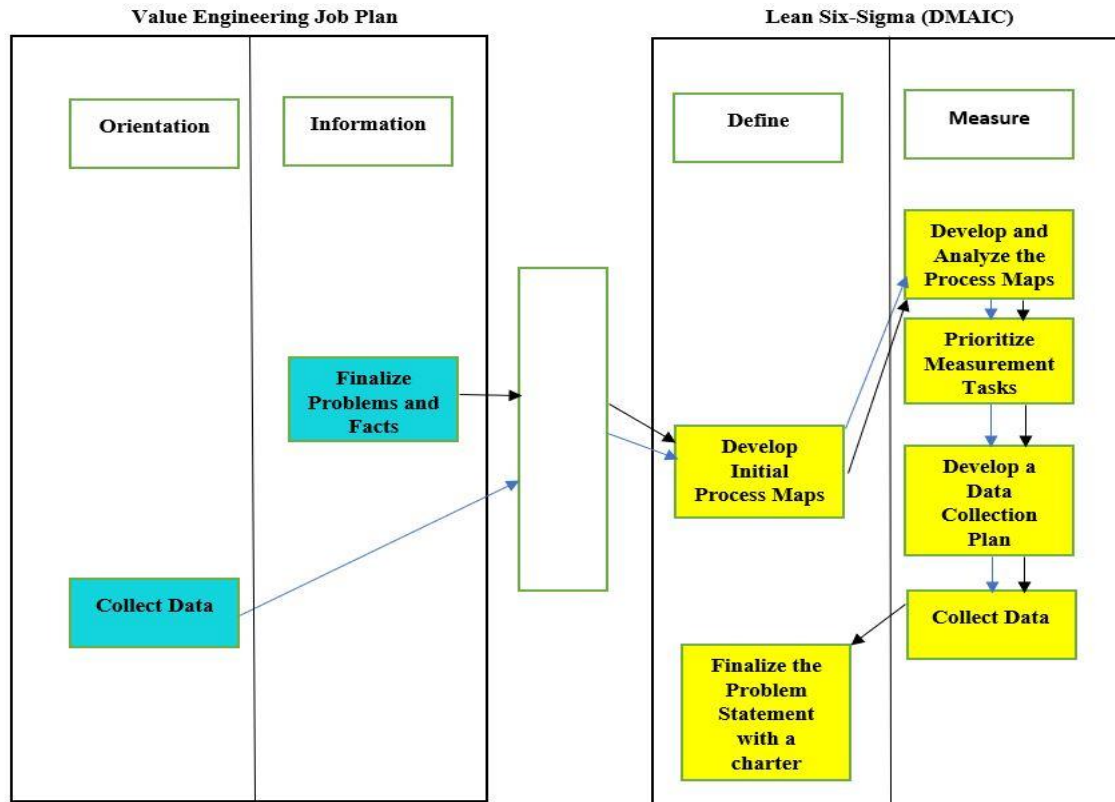 Value Engineering Job Plan
Lean Six-Sigma (DMAIC)
Orientation
Information
Define
Measure
Develop and
Analyze the
Process Maps
Prioritize
Measurement
Tasks
Finalize
Problems and
Facts
Develop
Initial
Process Maps
Develop a
Data
Collection
Plan
Collect Data
Collect Data
Finalize the
Problem
Statement
with a
charter